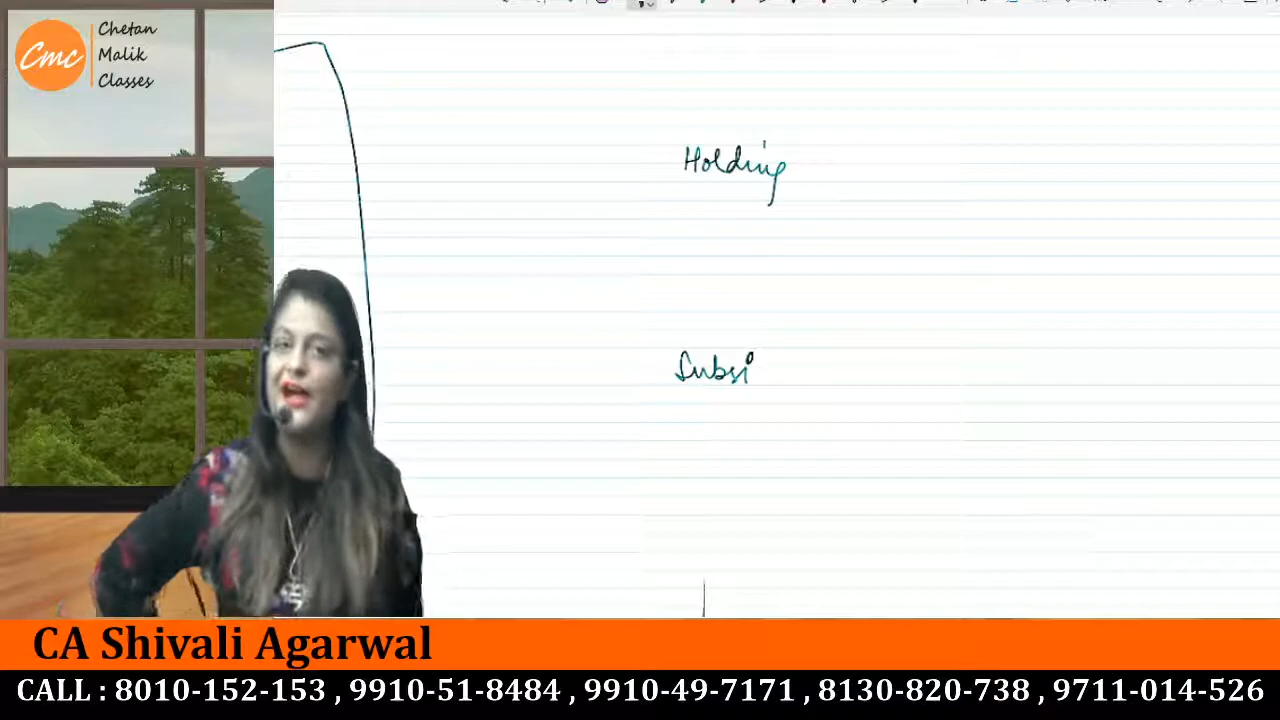 Cmc
Chetan
Malik
Classes
Holding
Subsi
CA Shivali Agarwal
CALL : 8010-152-153 , 9910-51-8484 , 9910-49-7171 , 8130-820-738 , 9711-014-526